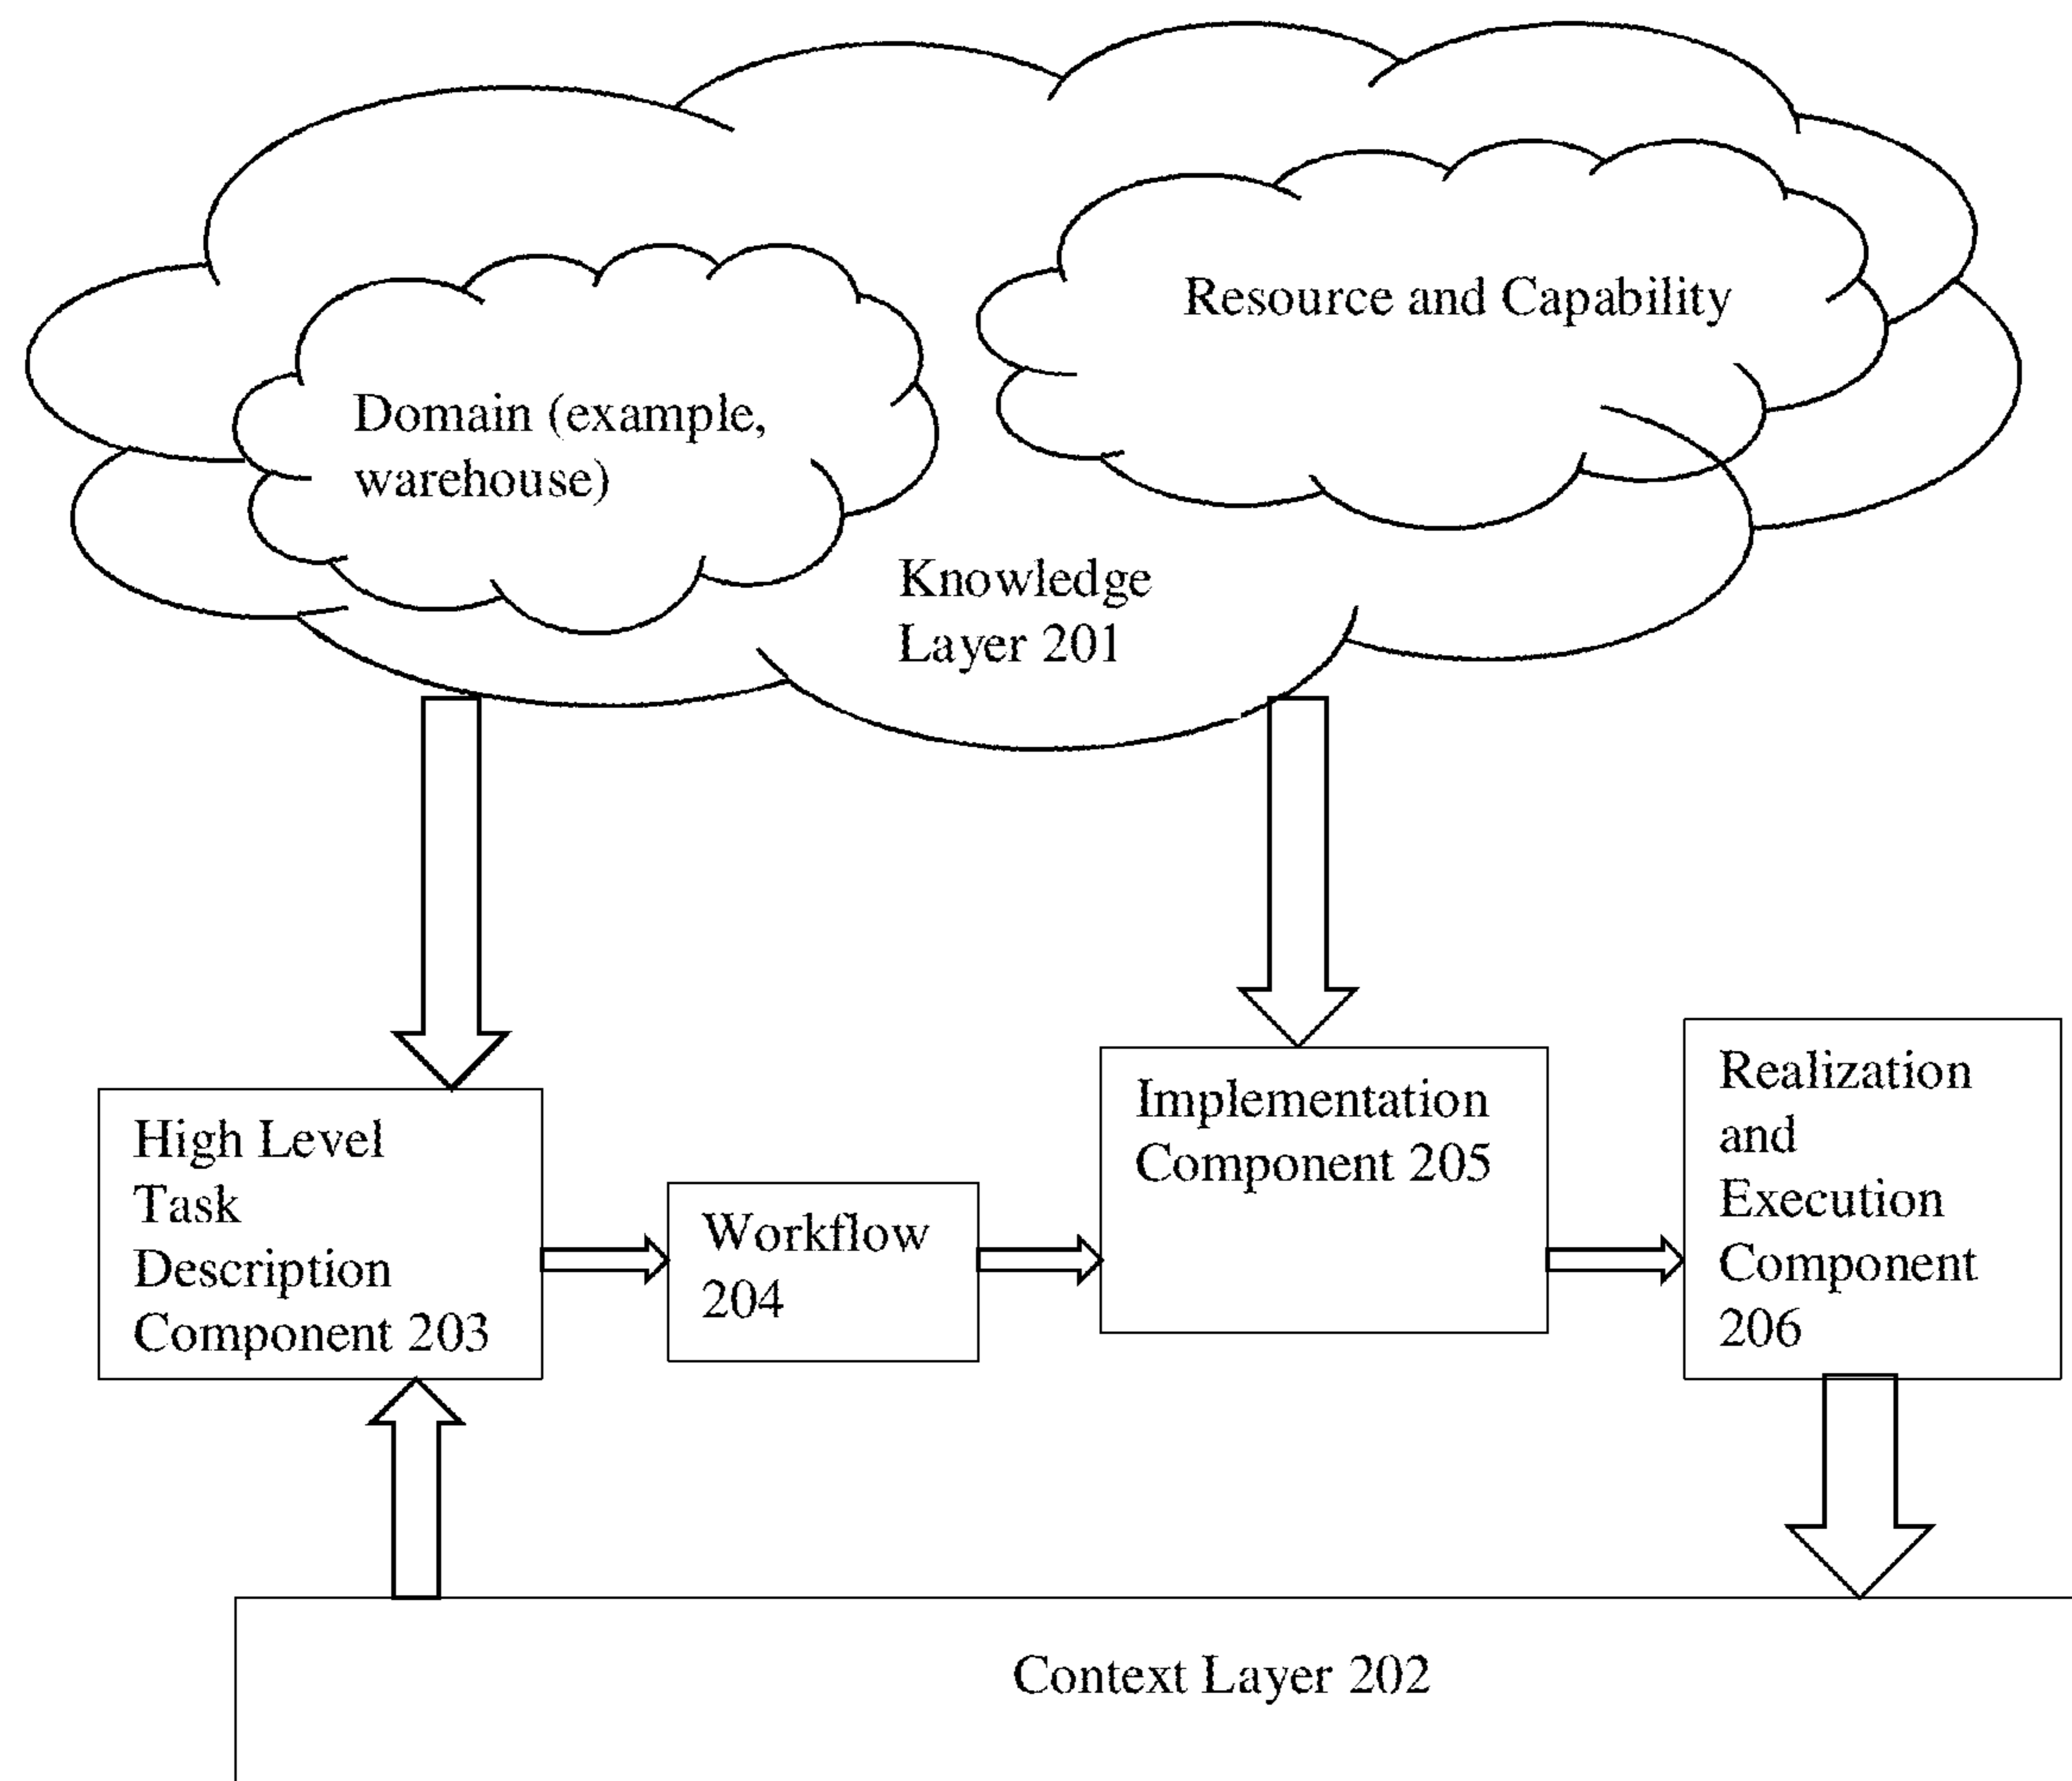 Resource and Capability
Domain (example,
warehouse)
Knowledge
Layer 201
High Level
Task
Description
Component 203
Workflow
204
Implementation
Component 205
Realization
and
Execution
Component
206
Context Layer 202